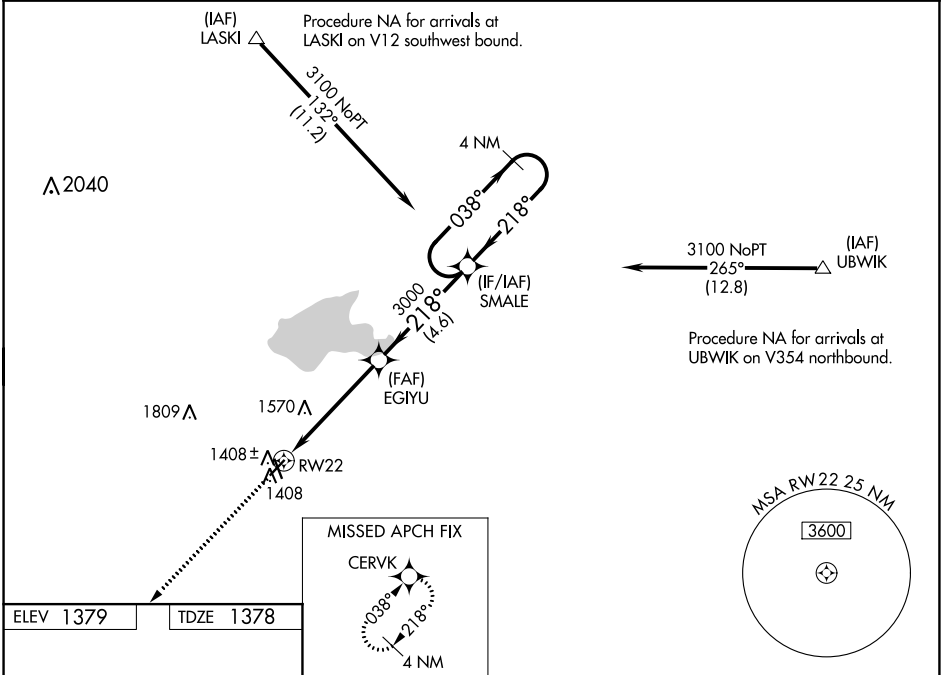 (IAF)
LASKI
Procedure NA for arrivals at
LASKI on V12 southwest bound.
3100 NoPT
132°
(11.2)
4 NM
2040
038°
218°
(IF/IAF)
SMALE
3100 NoPT
265°
(12.8)
(IAF)
UBWIK
3000
218°
(4.6)
Procedure NA for arrivals at
UBWIK on V354 northbound.
(FAF)
EGIYU
1809
1570
1408 ±
RW22
1408
MSA RW22 25 NM
3600
MISSED APCH FIX
CERVK
038°
218°
4 NM
ELEV 1379
TDZE 1378